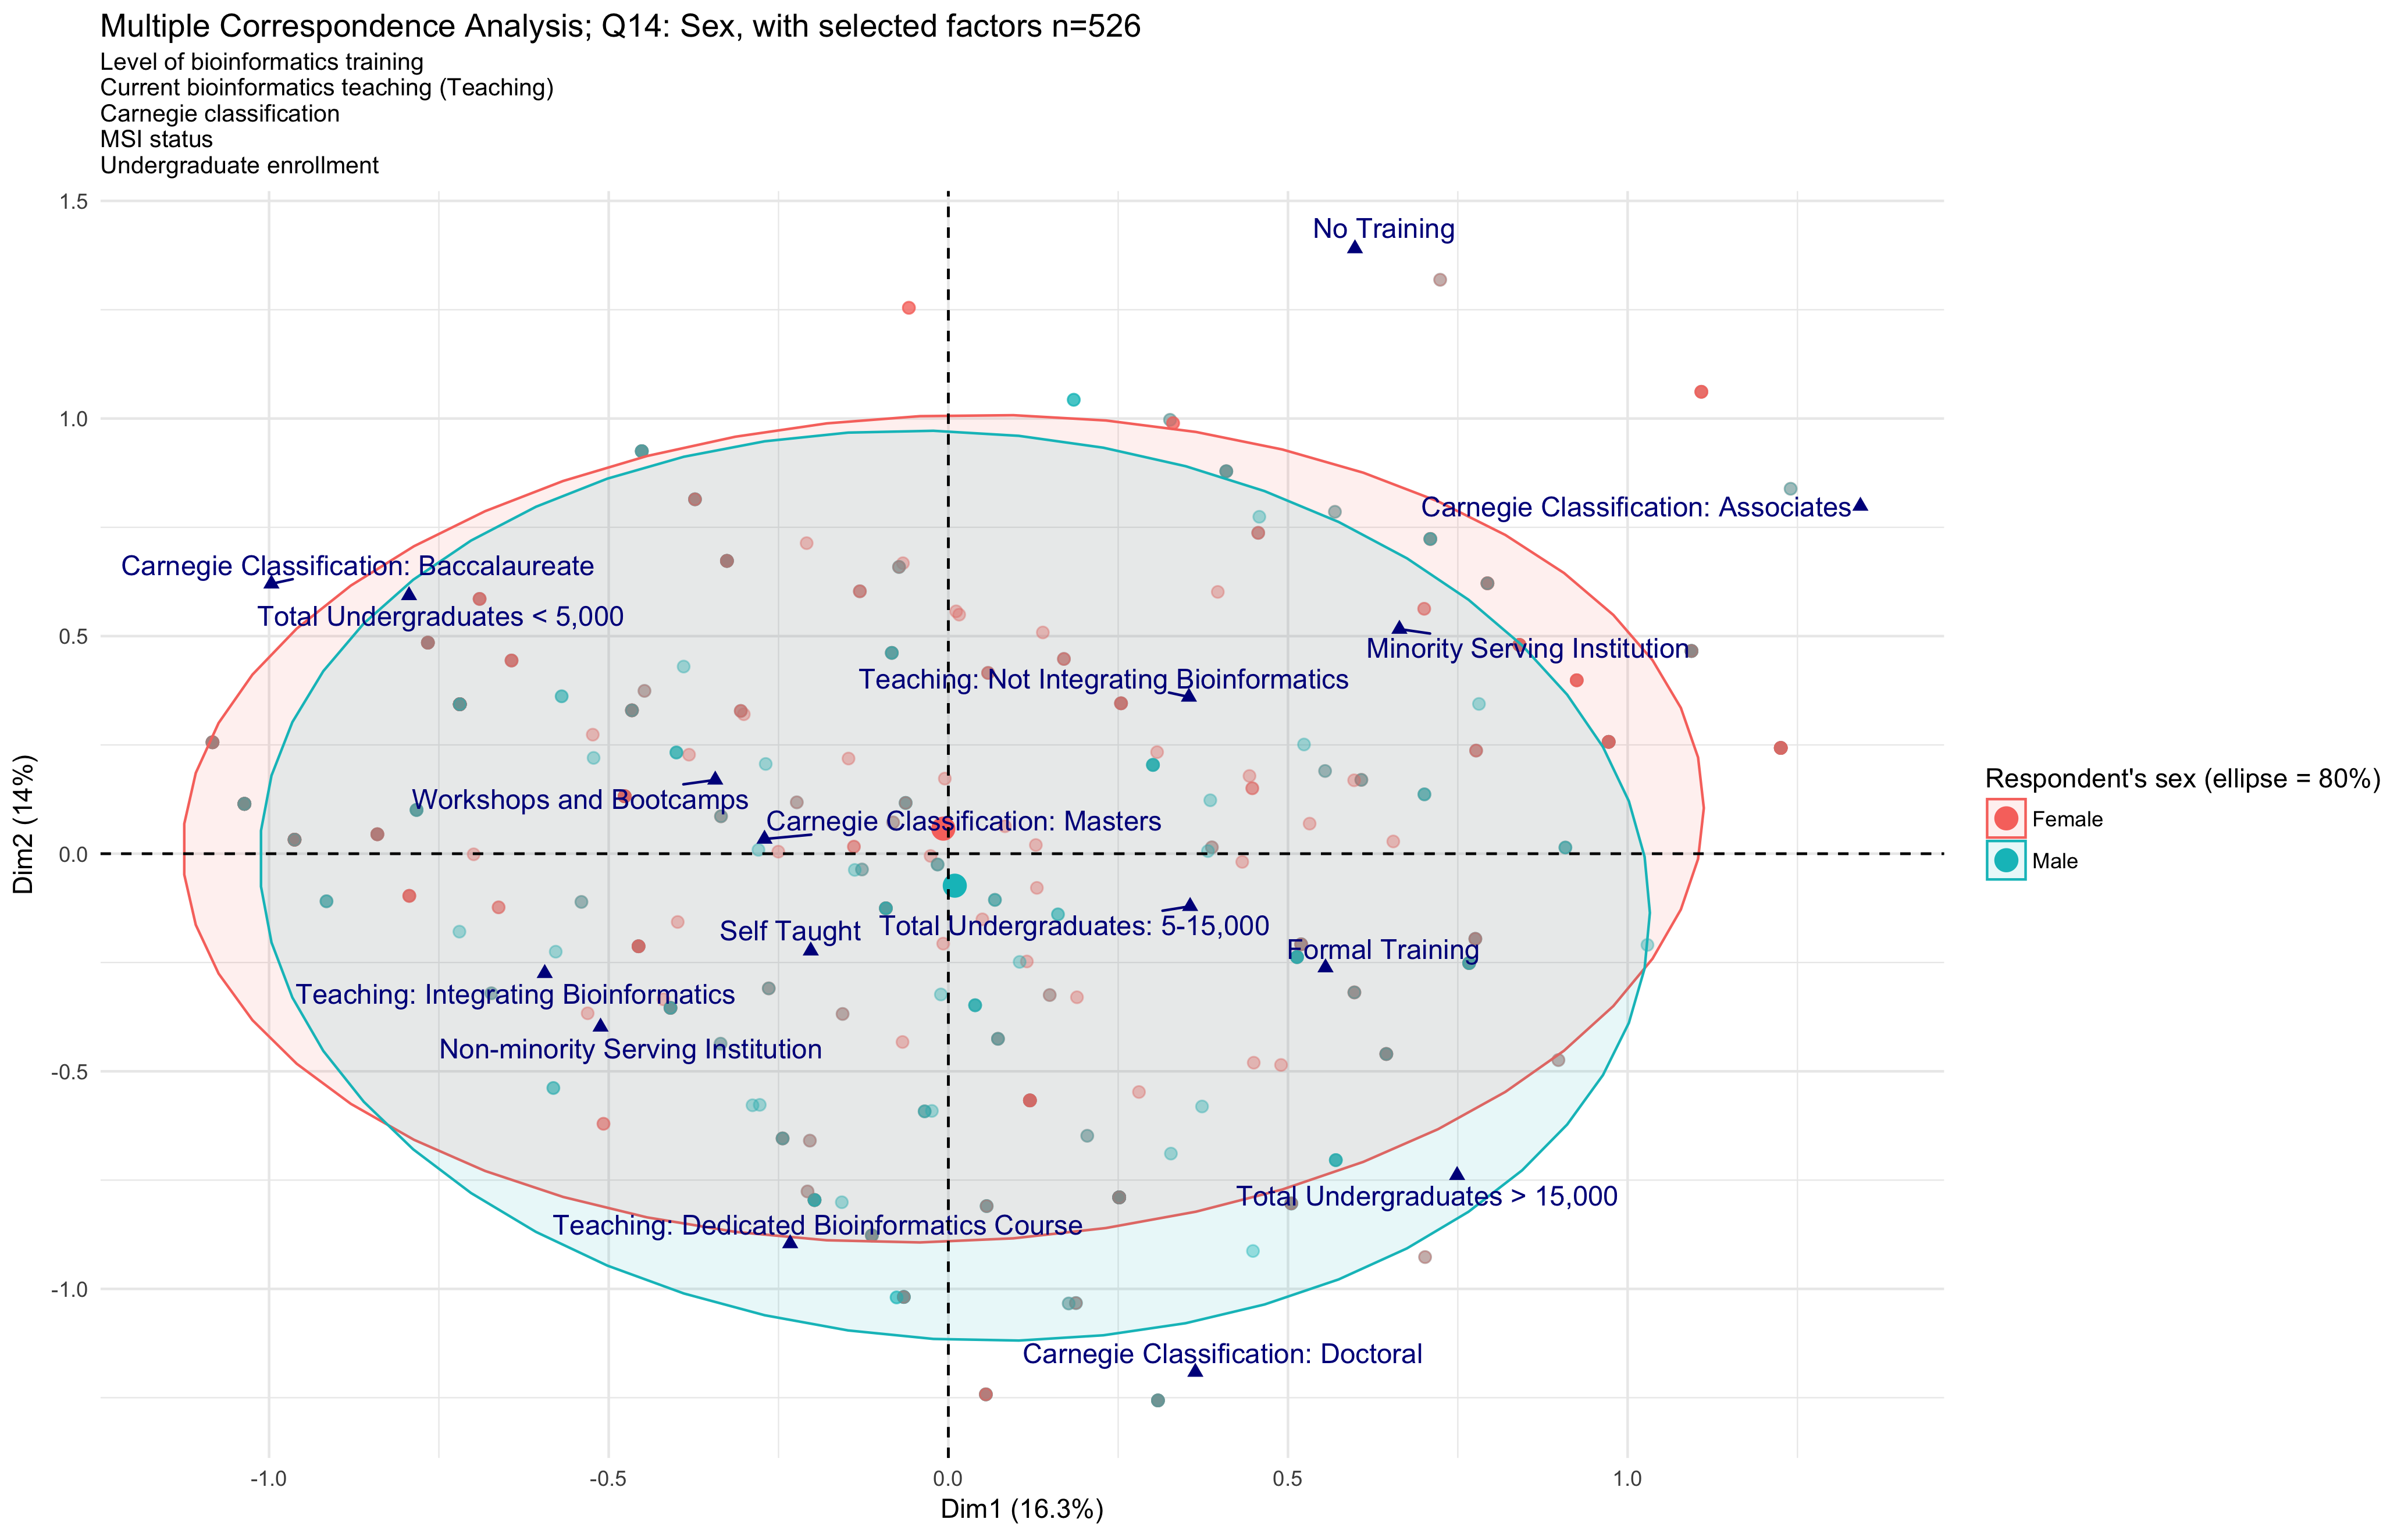 Multiple Correspondence Analysis; Q14: Sex, with selected factors n=526
Level of bioinformatics training
Current bioinformatics teaching (Teaching)
Carnegie classification
MSI status
Undergraduate enrollment
1.5
No Training
1.0
Carnegie Classification: Associates
Carnegie Classification: Baccalaureate
Total Undergraduates < 5,000
0.5
Minority Serving Institution
Teaching: Not Integrating Bioinformatics
Respondent's sex (ellipse = 80%)
Female
Male
Workshops and Bootcamps
Carnegie Classification: Masters
0.0
Dim2 (14%)
Self Taught
Total Undergraduates: 5-15,000
Formal Training
Teaching: Integrating Bioinformatics
Non-minority Serving Institution
-0.5
Total Undergraduates > 15,000
Teaching: Dedicated Bioinformatics Course
-1.0
Carnegie Classification: Doctoral
-1.0
-0.5
0.0
0.5
1.0
Dim1 (16.3%)